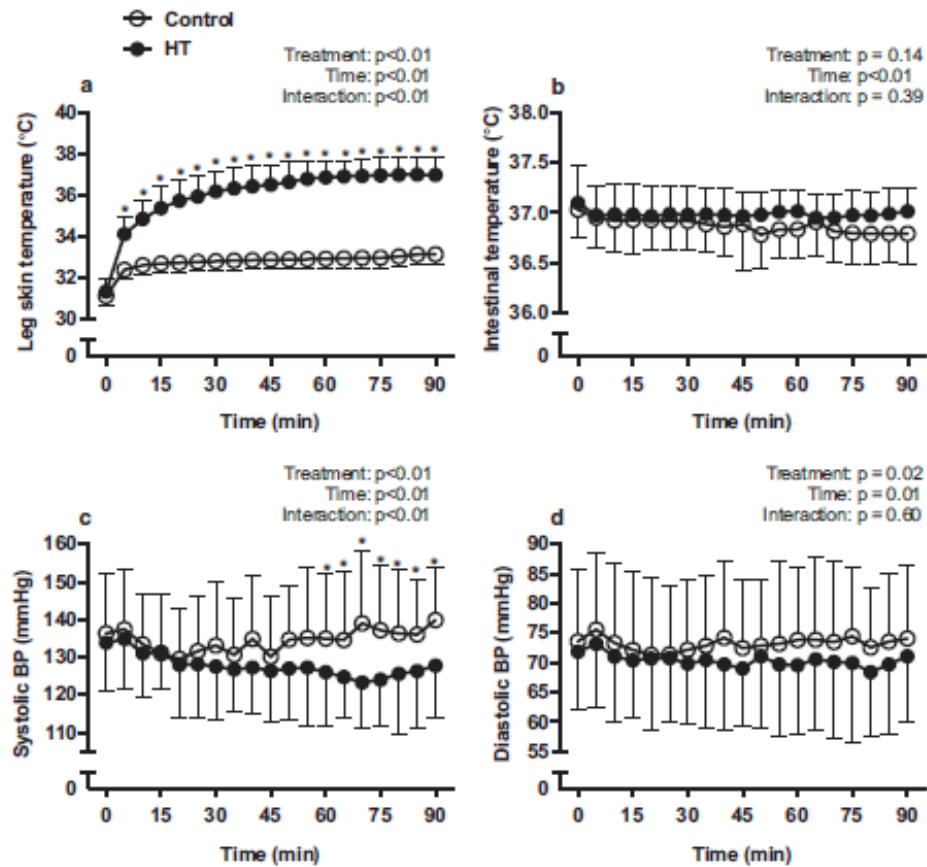 Control
HT
Treatment: p<0.01
Time: p<0.01
Interaction: p<0.01
a
Leg skin temperature (°C)
40
38
36
34
32
30
0
0 15 30 45 60 75 90
Time (min)
* * * * * * * * * * * * * * * * * *
Treatment: p = 0.14
Time: p<0.01
Interaction: p = 0.39
b
Intestinal temperature (°C)
38.0
37.5
37.0
36.5
36.0
0
0 15 30 45 60 75 90
Time (min)
Treatment: p<0.01
Time: p<0.01
Interaction: p<0.01
c
Systolic BP (mmHg)
160
150
140
130
120
110
0
0 15 30 45 60 75 90
Time (min)
* * * * * * *
Treatment: p = 0.02
Time: p = 0.01
Interaction: p = 0.60
d
Diastolic BP (mmHg)
90
85
80
75
70
65
60
55
0
0 15 30 45 60 75 90
Time (min)